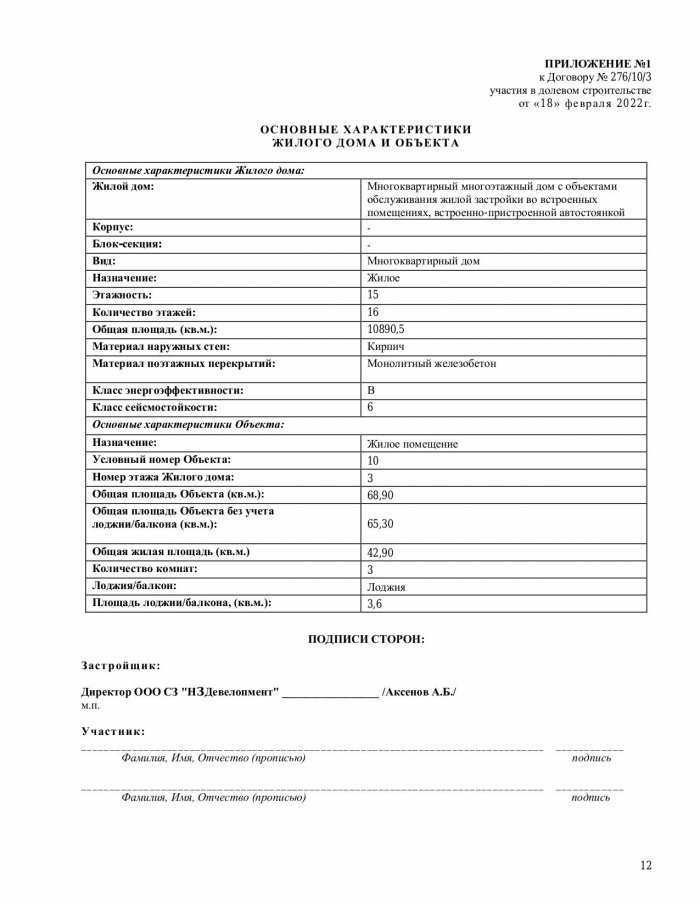 ПРИЛОЖЕНИЕ №1
к Договору № 276/10/3
участия в долевом строительстве
от «18» февраля 2022г.
ОСНОВНЫЕ ХАРАКТЕРИСТИКИ
ЖИЛОГО ДОМА И ОБЪЕКТА
Основные характеристики Жилого дома:
Жилой дом: Многоквартирный многоэтажный дом с объектами
обслуживания жилой застройки во встроенных
помещениях, встроенно-пристроенной автостоянкой
Корпус: -
Блок-секция: -
Вид: Многоквартирный дом
Назначение: Жилое
Этажность: 15
Количество этажей: 16
Общая площадь (кв.м.): 10890,5
Материал наружных стен: Кирпич
Материал поэтажных перекрытий: Монолитный железобетон
Класс энергоэффективности: В
Класс сейсмостойкости: 6
Основные характеристики Объекта:
Назначение: Жилое помещение
Условный номер Объекта: 10
Номер этажа Жилого дома: 3
Общая площадь Объекта (кв.м.): 68,90
Общая площадь Объекта без учета
лоджии/балкона (кв.м.): 65,30
Общая жилая площадь (кв.м.) 42,90
Количество комнат: 3
Лоджия/балкон: Лоджия
Площадь лоджии/балкона, (кв.м.): 3,6
ПОДПИСИ СТОРОН:
Застройщик:
Директор ООО СЗ "НЗДевелопмент" _________________ /Аксенов А.Б./
м.п.
Участник:
Фамилия, Имя, Отчество (прописью) подпись
Фамилия, Имя, Отчество (прописью) подпись
12